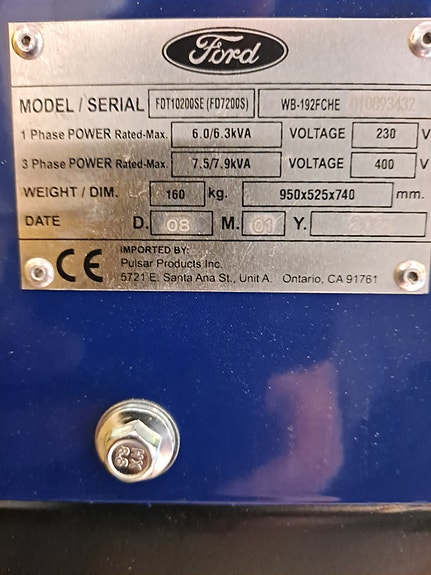 Ford
MODEL / SERIAL FDT10200SE (FD7200S) WB-192FCHE 010893432
1 Phase POWER Rated-Max. 6.0/6.3kVA VOLTAGE 230 V
3 Phase POWER Rated-Max. 7.5/7.9kVA VOLTAGE 400 V
WEIGHT / DIM. 160 kg. 950x525x740 mm.
DATE D. 08 M. 01 Y.
CE IMPORTED BY:
Pulsar Products Inc.
5721 E. Santa Ana St., Unit A. Ontario, CA 91761